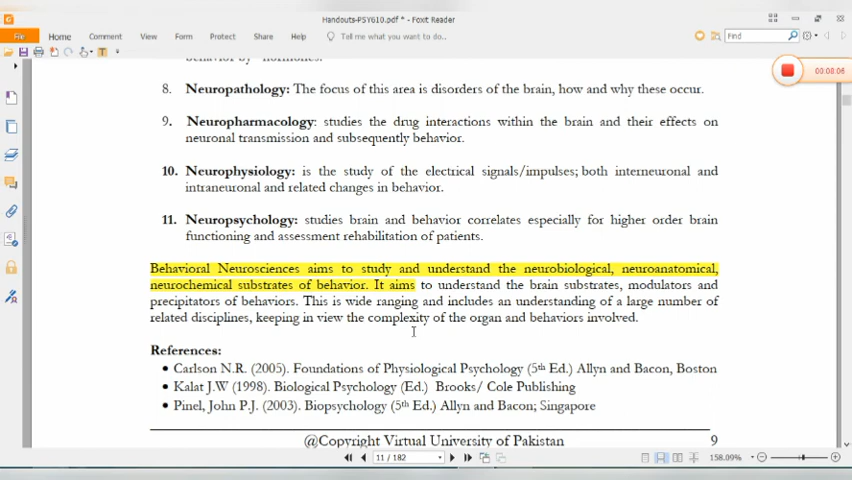 Handouts-PSY610.pdf * - Foxit Reader
File Home Comment View Form Protect Share Help Tell me what you want to do.. Find
00:08:06
behavior by hormones.
8. Neuropathology: The focus of this area is disorders of the brain, how and why these occur.
9. Neuropharmacology: studies the drug interactions within the brain and their effects on
neuronal transmission and subsequently behavior.
10. Neurophysiology: is the study of the electrical signals/impulses; both interneuronal and
intraneuronal and related changes in behavior.
11. Neuropsychology: studies brain and behavior correlates especially for higher order brain
functioning and assessment rehabilitation of patients.
Behavioral Neurosciences aims to study and understand the neurobiological, neuroanatomical,
neurochemical substrates of behavior. It aims to understand the brain substrates, modulators and
precipitators of behaviors. This is wide ranging and includes an understanding of a large number of
related disciplines, keeping in view the complexity of the organ and behaviors involved.
References:
• Carlson N.R. (2005). Foundations of Physiological Psychology (5th Ed.) Allyn and Bacon, Boston
• Kalat J.W (1998). Biological Psychology (Ed.) Brooks/ Cole Publishing
• Pinel, John P.J. (2003). Biopsychology (5th Ed.) Allyn and Bacon; Singapore
@Copyright Virtual University of Pakistan 9
11 / 182 158.09%